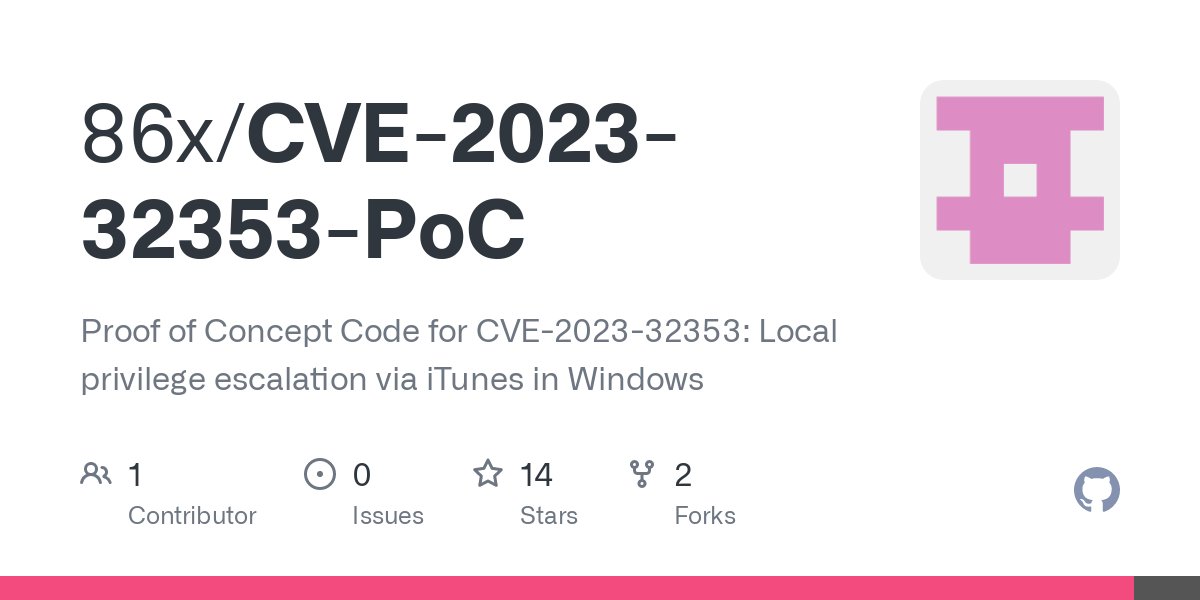 86x/CVE-2023-
32353-PoC
Proof of Concept Code for CVE-2023-32353: Local
privilege escalation via iTunes in Windows
1 0 14 2
Contributor Issues Stars Forks